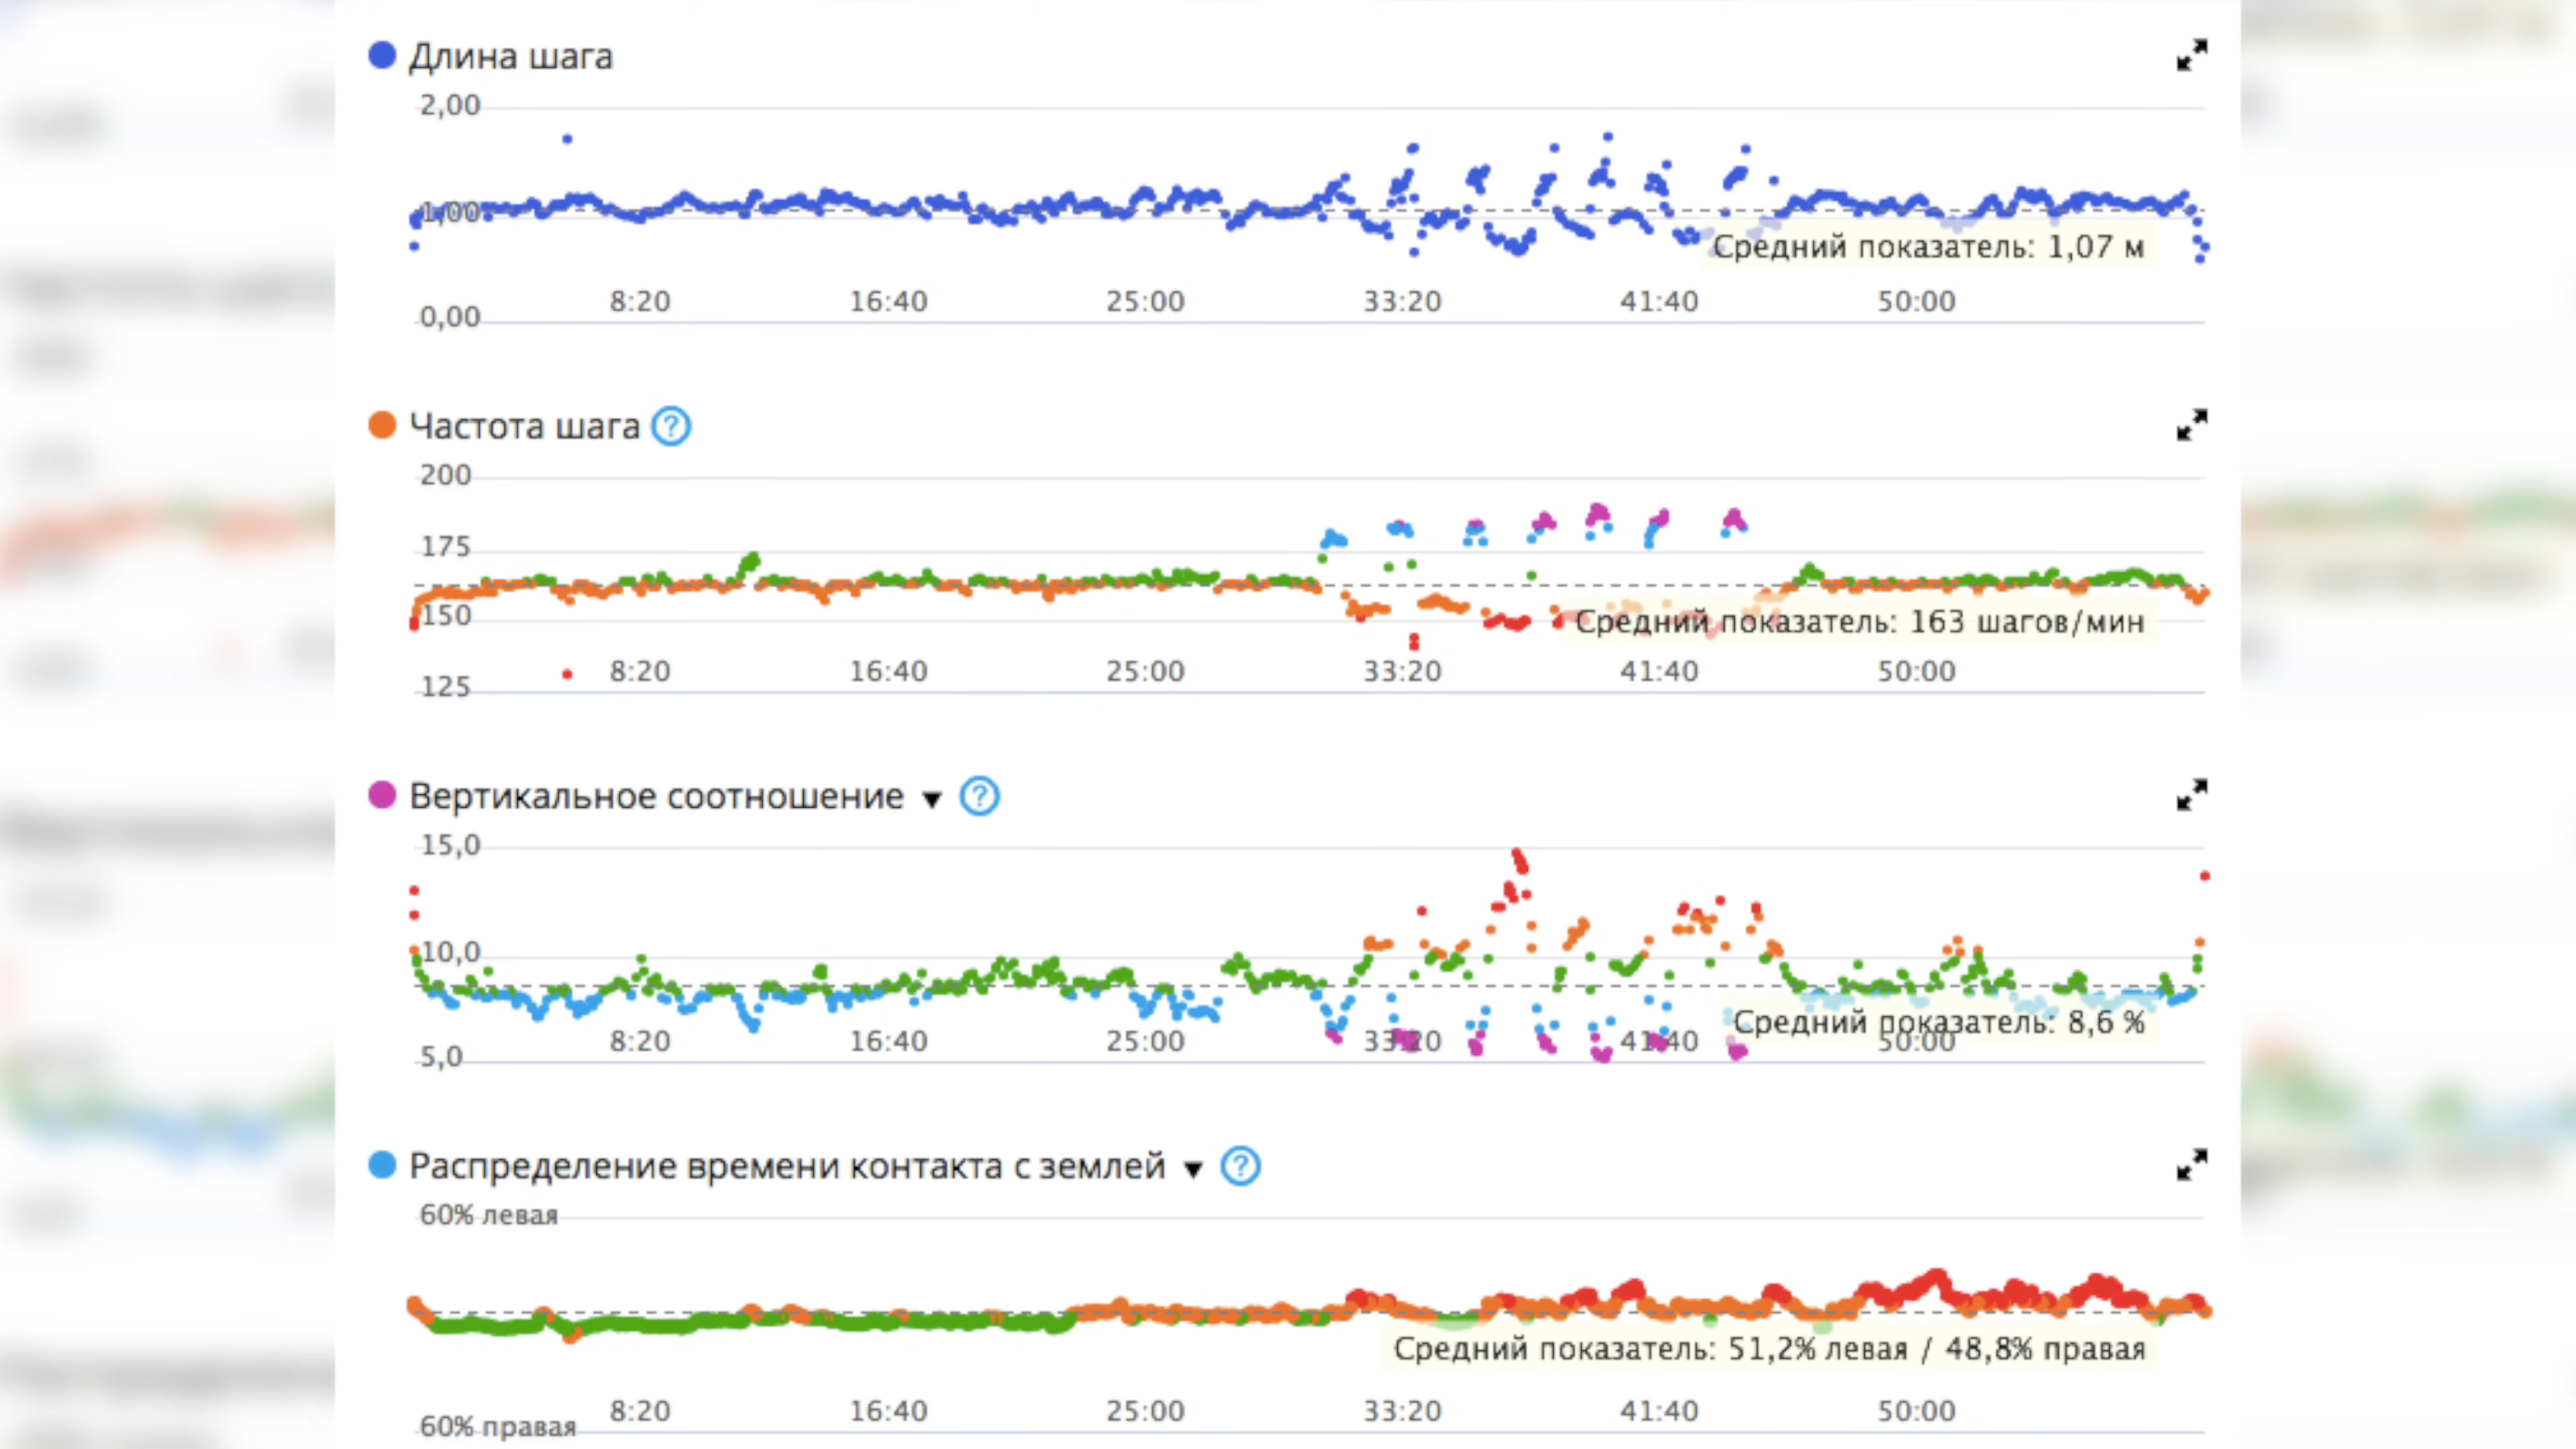 Длина шага
2,00
1,00
8:20 16:40 25:00 33:20 41:40 50:00
0,00
Средний показатель: 1,07 м
Частота шага ?
200
175
150
8:20 16:40 25:00 33:20 41:40 50:00
125
Средний показатель: 163 шагов/мин
Вертикальное соотношение ▼ ?
15,0
10,0
8:20 16:40 25:00 33:20 41:40 50:00
5,0
Средний показатель: 8,6 %
Распределение времени контакта с землей ▼ ?
60% левая
Средний показатель: 51,2% левая / 48,8% правая
8:20 16:40 25:00 33:20 41:40 50:00
60% правая